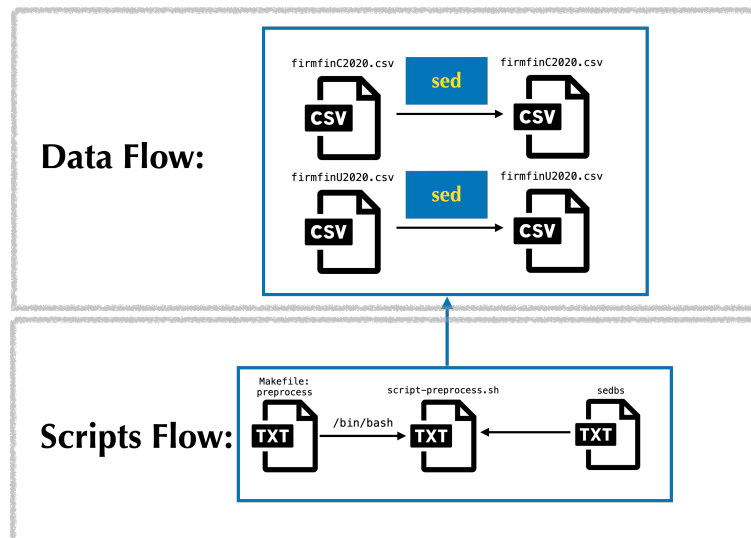 Data Flow:
firmfinC2020.csv
sed
firmfinC2020.csv
CSV
CSV
firmfinU2020.csv
sed
firmfinU2020.csv
CSV
CSV
Scripts Flow:
Makefile:
preprocess
script-preprocess.sh
sedbs
TXT
/bin/bash
TXT
TXT